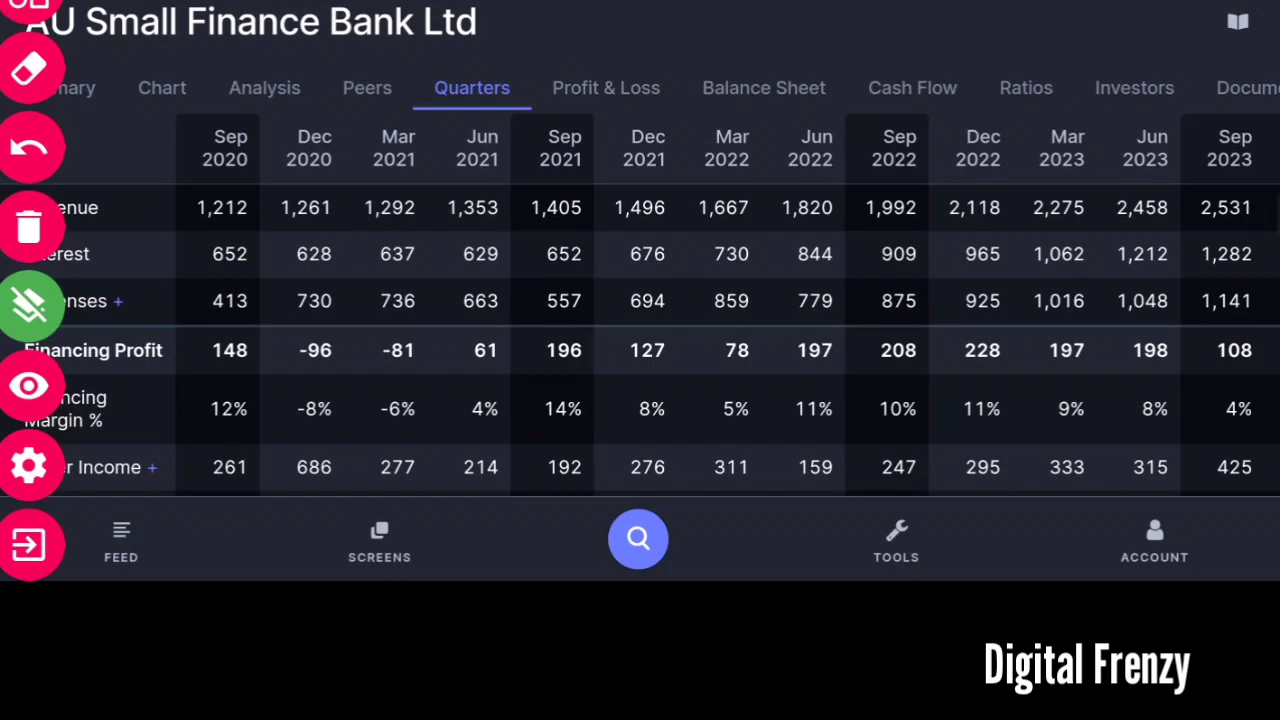 AU Small Finance Bank Ltd
mary Chart Analysis Peers Quarters Profit & Loss Balance Sheet Cash Flow Ratios Investors Docum
Sep 2020 Dec 2020 Mar 2021 Jun 2021 Sep 2021 Dec 2021 Mar 2022 Jun 2022 Sep 2022 Dec 2022 Mar 2023 Jun 2023 Sep 2023
enue 1,212 1,261 1,292 1,353 1,405 1,496 1,667 1,820 1,992 2,118 2,275 2,458 2,531
erest 652 628 637 629 652 676 730 844 909 965 1,062 1,212 1,282
enses + 413 730 736 663 557 694 859 779 875 925 1,016 1,048 1,141
Financing Profit 148 -96 -81 61 196 127 78 197 208 228 197 198 108
ncing Margin % 12% -8% -6% 4% 14% 8% 5% 11% 10% 11% 9% 8% 4%
r Income + 261 686 277 214 192 276 311 159 247 295 333 315 425
FEED SCREENS TOOLS ACCOUNT
Digital Frenzy